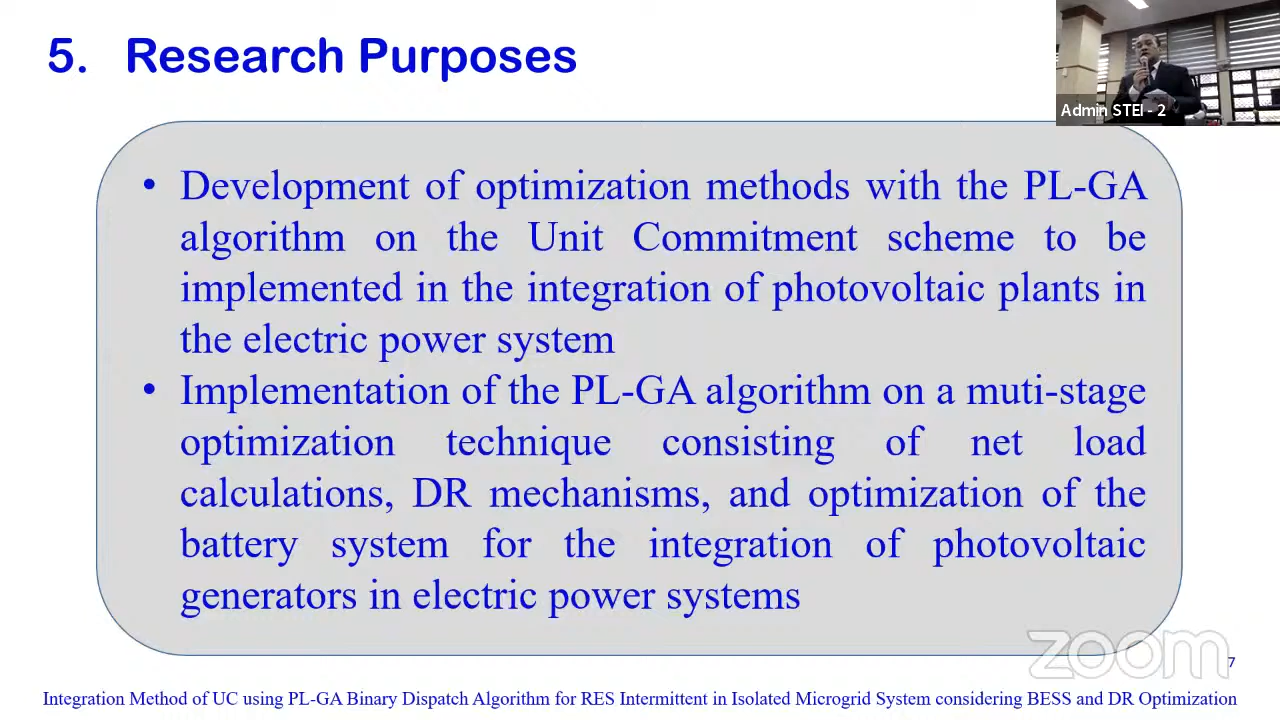 5. Research Purposes
Admin STEI - 2
• Development of optimization methods with the PL-GA
algorithm on the Unit Commitment scheme to be
implemented in the integration of photovoltaic plants in
the electric power system
• Implementation of the PL-GA algorithm on a muti-stage
optimization technique consisting of net load
calculations, DR mechanisms, and optimization of the
battery system for the integration of photovoltaic
generators in electric power systems
zoom
7
Integration Method of UC using PL-GA Binary Dispatch Algorithm for RES Intermittent in Isolated Microgrid System considering BESS and DR Optimization